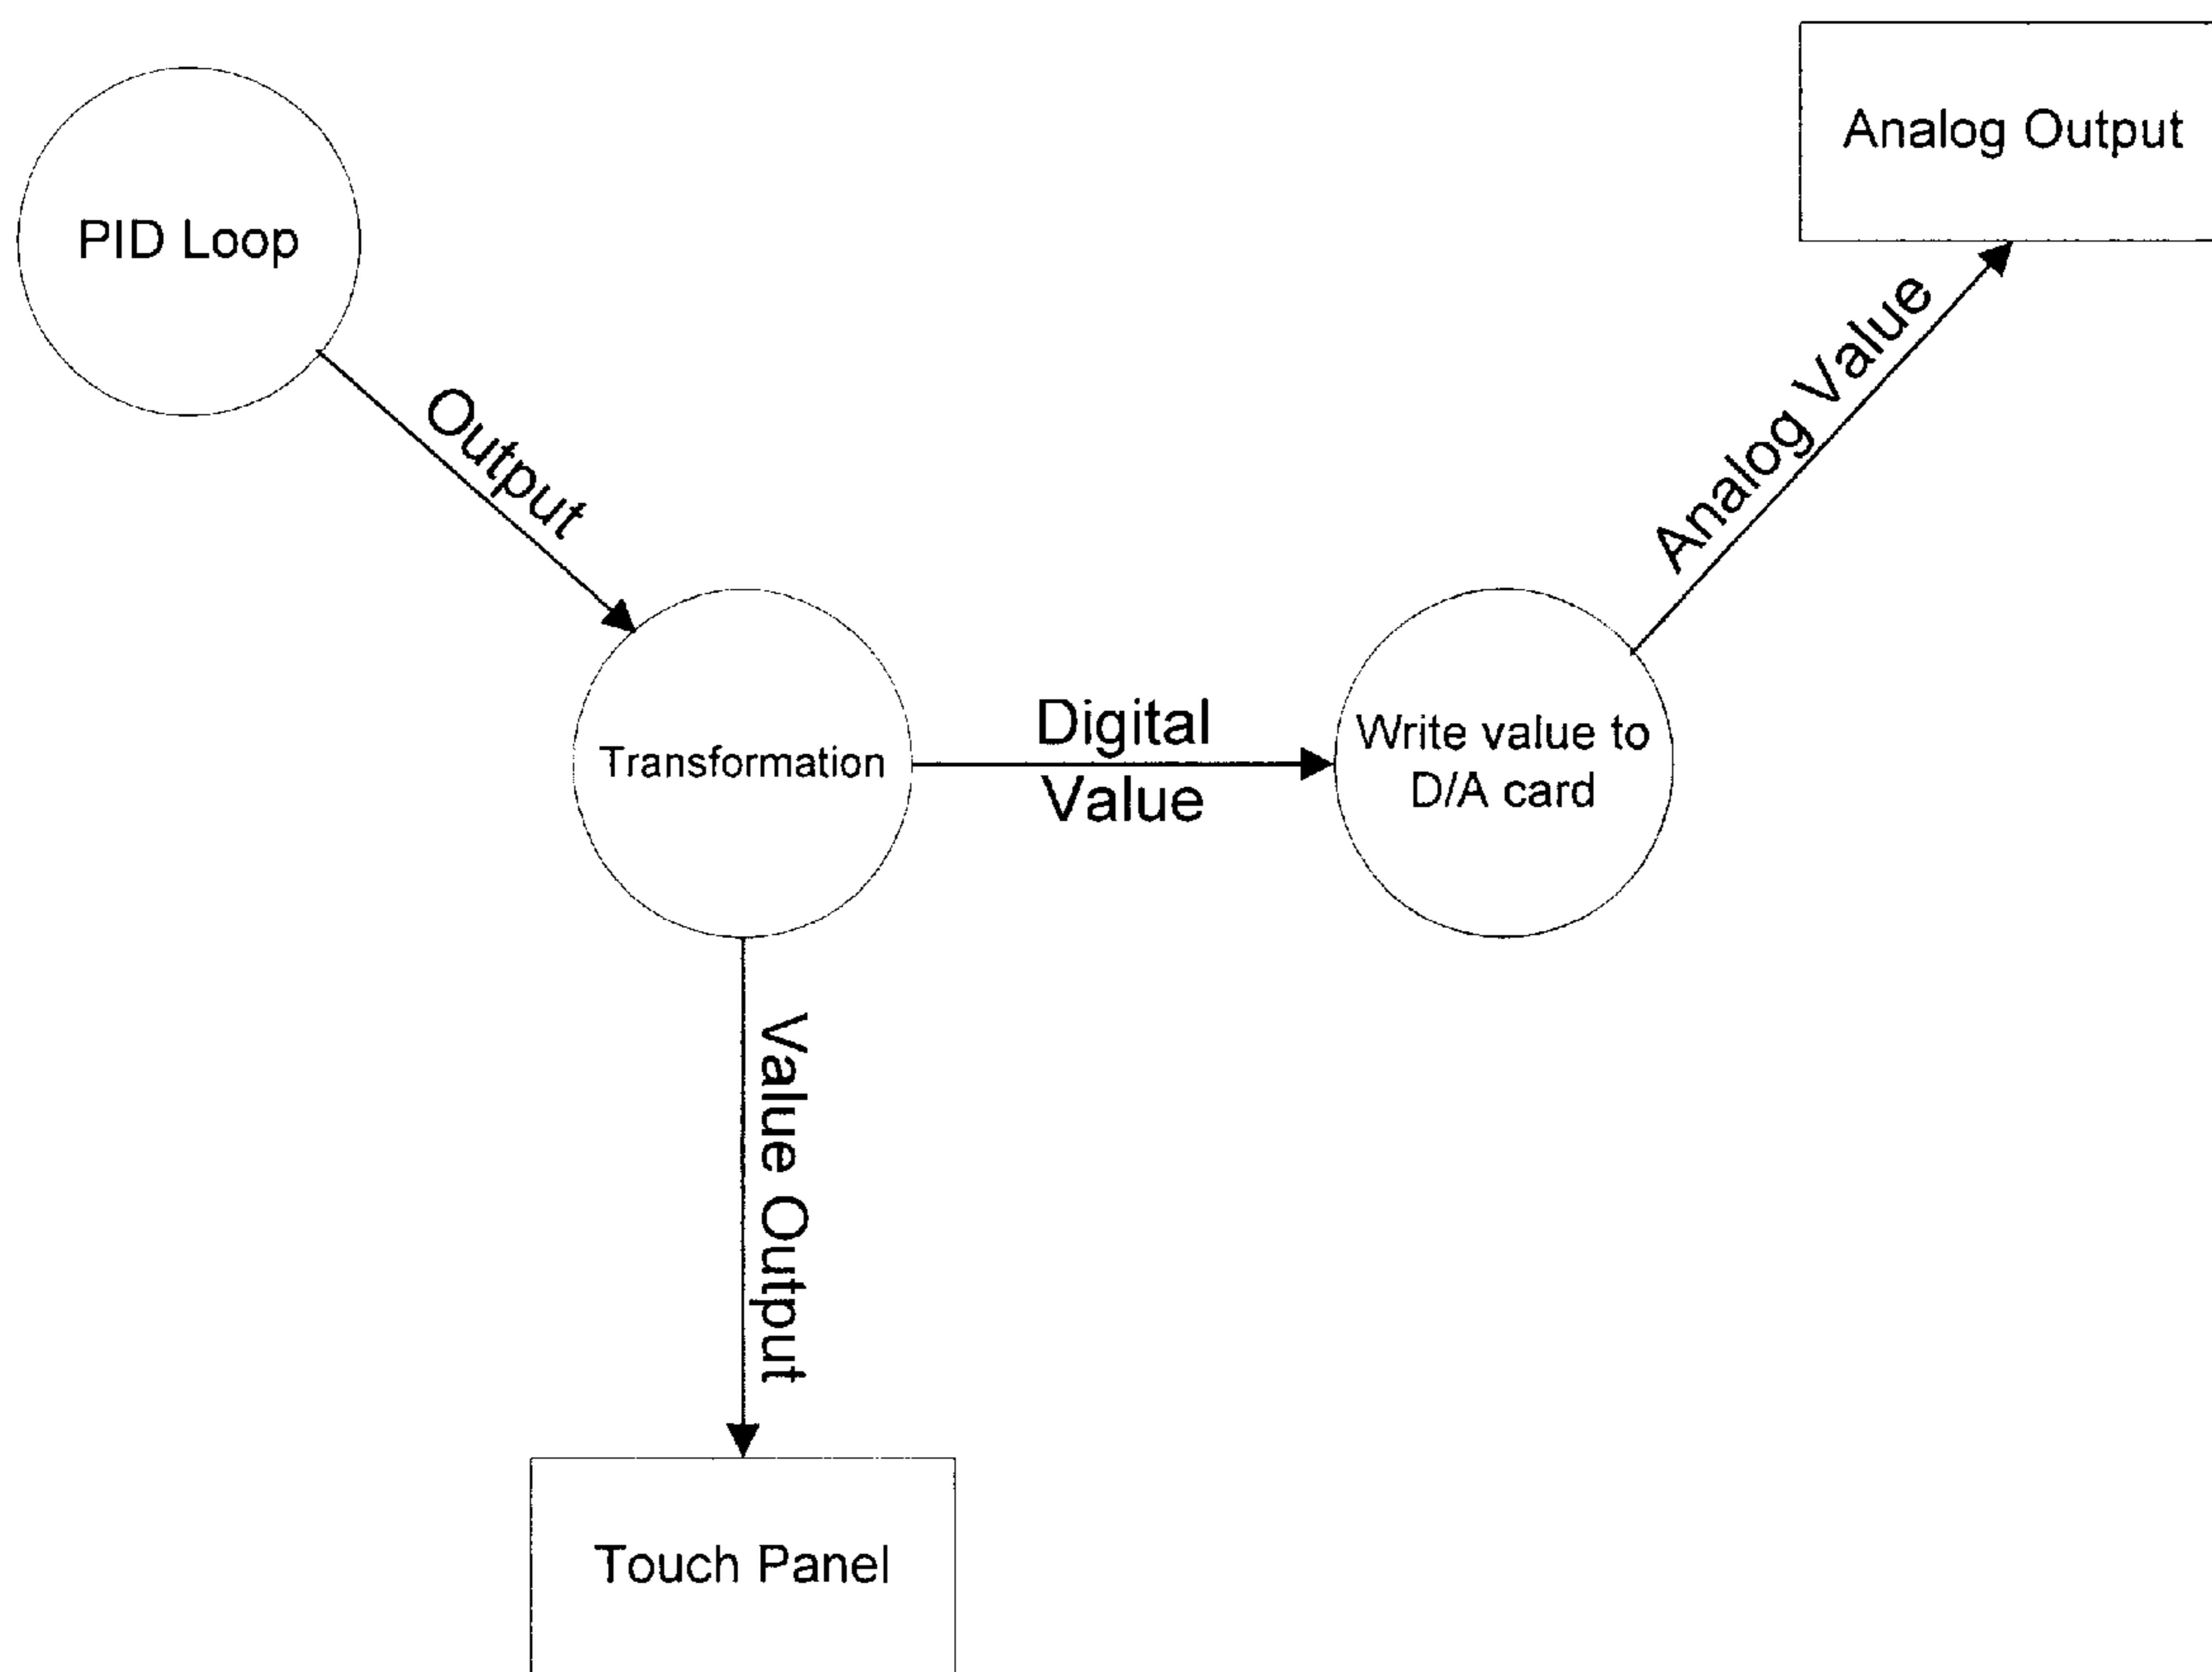 Analog Output
PID Loop
Output
Analog Value
Transformation
Digital
Value
Write value to
D/A card
Value Output
Touch Panel